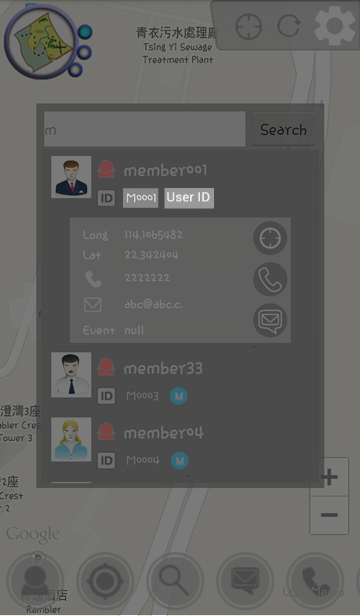 青衣污水處理廠
Tsing Yi Sewage
Treatment Plant
m
Search
member001
ID M0001 User ID
Long 114.1065482
Lat 22.342404
2222222
abc@abc.c.
Event null
member33
ID M0003 M
member04
ID M0004 M
澄灣3座
Tower 3
2座
Crest
r 2
Google
P
酒店
Rambler